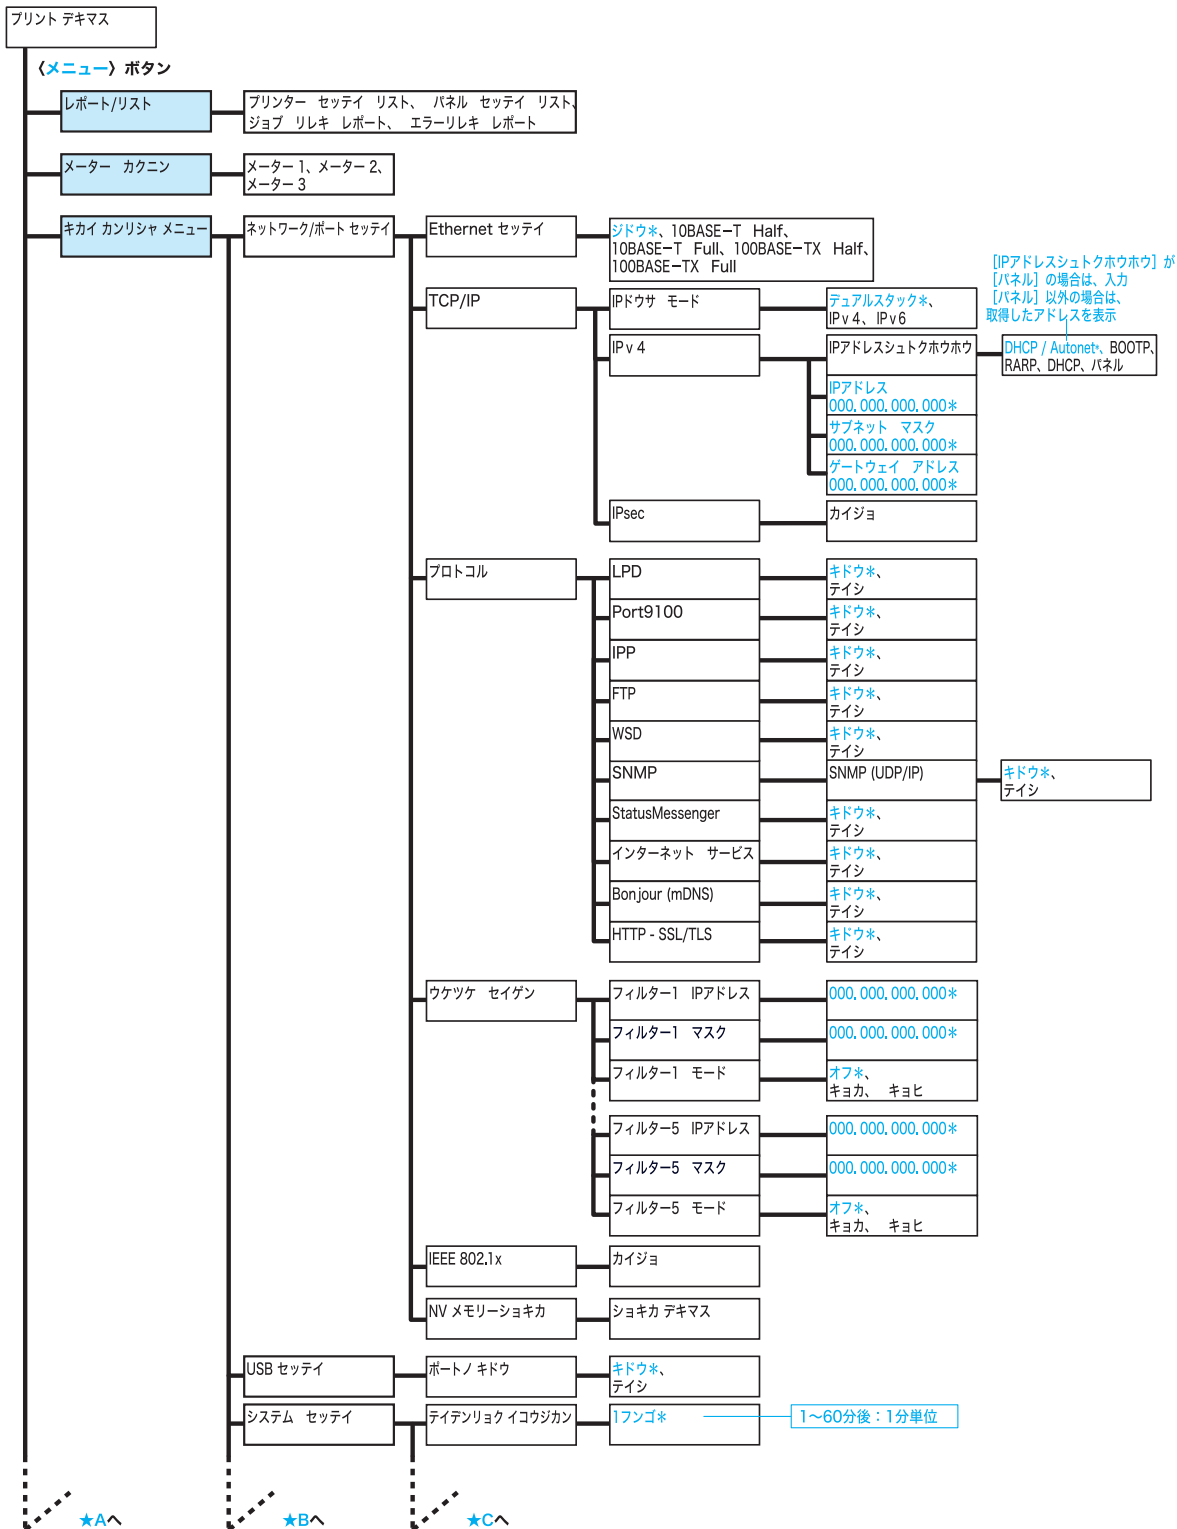 プリント デキマス
〈メニュー〉ボタン
レポート/リスト
プリンター セッテイ リスト、 パネル セッテイ リスト、
ジョブ リレキ レポート、 エラーリレキ レポート
メーター カクニン
メーター 1、メーター 2、
メーター 3
キカイ カンリシャ メニュー
ネットワーク/ポート セッテイ
Ethernet セッテイ
ジドウ＊、10BASE−T Half、
10BASE−T Full、100BASE−TX Half、
100BASE−TX Full
［IPアドレスシュトクホウホウ］が
［パネル］の場合は、入力
［パネル］以外の場合は、
取得したアドレスを表示
TCP/IP
IPドウサ モード
デュアルスタック＊、
IPv 4、IPv6
IPv 4
IPアドレスシュトクホウホウ
DHCP / Autonet＊、BOOTP、
RARP、DHCP、パネル
IPアドレス
000. 000. 000. 000＊
サブネット マスク
000. 000. 000. 000＊
ゲートウェイ アドレス
000. 000. 000. 000＊
IPsec
カイジョ
プロトコル
LPD
キドウ＊、
テイシ
Port9100
キドウ＊、
テイシ
IPP
キドウ＊、
テイシ
FTP
キドウ＊、
テイシ
WSD
キドウ＊、
テイシ
SNMP
SNMP (UDP/IP)
キドウ＊、
テイシ
StatusMessenger
キドウ＊、
テイシ
インターネット サービス
キドウ＊、
テイシ
Bonjour (mDNS)
キドウ＊、
テイシ
HTTP - SSL/TLS
キドウ＊、
テイシ
ウケツケ セイゲン
フィルター1 IPアドレス
000. 000. 000. 000＊
フィルター1 マスク
000. 000. 000. 000＊
フィルター1 モード
オフ＊、
キョカ、 キョヒ
フィルター5 IPアドレス
000. 000. 000. 000＊
フィルター5 マスク
000. 000. 000. 000＊
フィルター5 モード
オフ＊、
キョカ、 キョヒ
IEEE 802.1x
カイジョ
NV メモリーショキカ
ショキカ デキマス
USB セッテイ
ポートノ キドウ
キドウ＊、
テイシ
システム セッテイ
テイデンリョク イコウジカン
1フンゴ＊
1〜60分後：1分単位
★Aへ
★Bへ
★Cへ